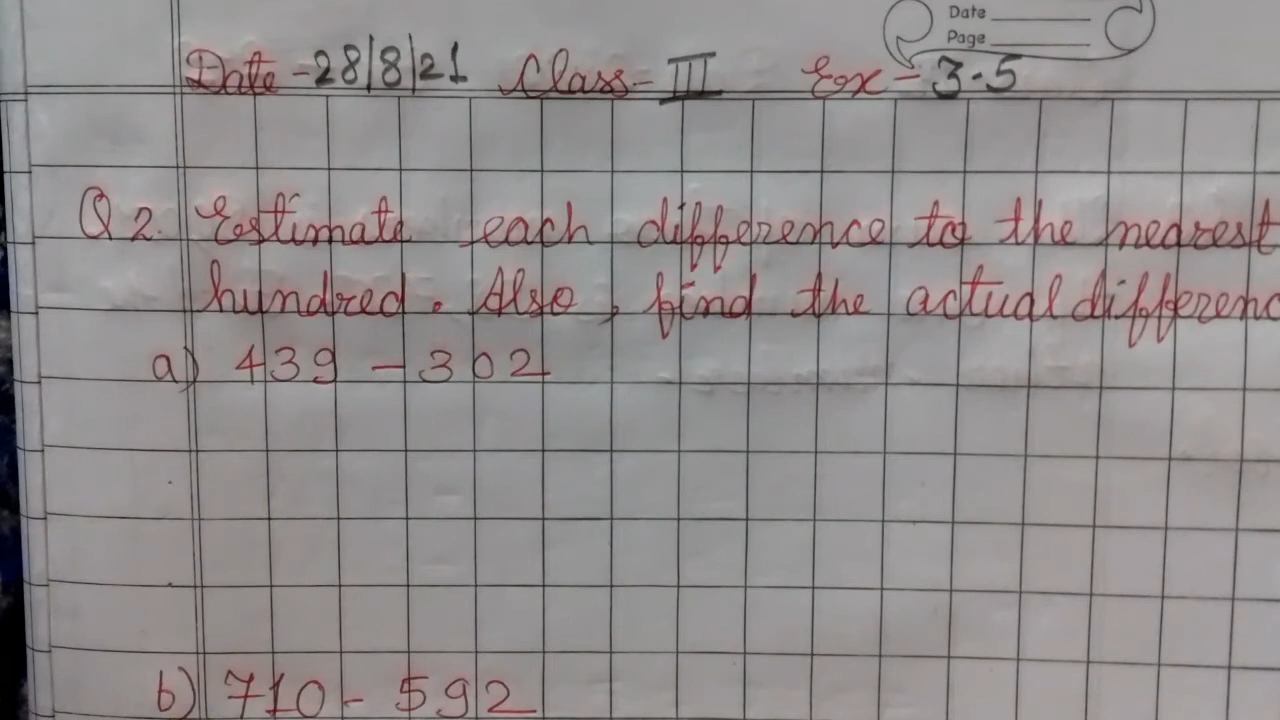 Date
Page
Date - 28/8/21 Class - III Ex - 3.5
Q 2. Estimate each difference to the nearest
hundred. Also, find the actual differenc
a) 439 - 302
b) 710 - 592